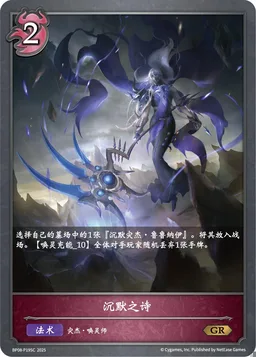 2
选择自己的墓场中的1张『沉默灾杰·鲁鲁纳伊』。将其放入战
场。【唤灵充能_10】全体对手玩家随机丢弃1张手牌。
沉默之诗
法术
灾杰·唤灵师
GR
BP08-P19SC 2025
© Cygames, Inc. Published by NetEase Games